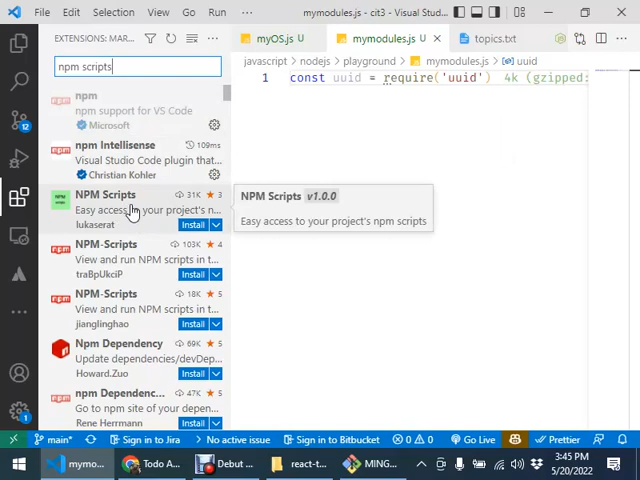 File Edit Selection View Go Run ··· mymodules.js - cit3 - Visual Studio...
EXTENSIONS: MAR...
myOS.js
mymodules.js U
topics.txt
npm scripts
javascript > nodejs > playground > mymodules.js > uuid
1 const uuid = require('uuid') 4k (gzipped:
npm
npm support for VS Code
Microsoft
npm Intellisense 109ms
Visual Studio Code plugin that...
Christian Kohler
NPM Scripts 31K 3
Easy access to your project's n...
lukaserat Install
NPM Scripts v1.0.0
Easy access to your project's npm scripts
NPM-Scripts 103K 4
View and run NPM scripts in t...
traBpUkciP Install
NPM-Scripts 18K 5
View and run NPM scripts in t...
jianglinghao Install
Npm Dependency 69K 5
Update dependencies/devDep...
Howard.Zuo Install
npm Dependenc... 47K 5
Go to npm site of your depen...
Rene Herrmann Install
12
1
main* Sign in to Jira No active issue Sign in to Bitbucket 0 0 Go Live Prettier
mymo... Todo A... Debut ... react-t... MING... 3:45 PM
5/20/2022